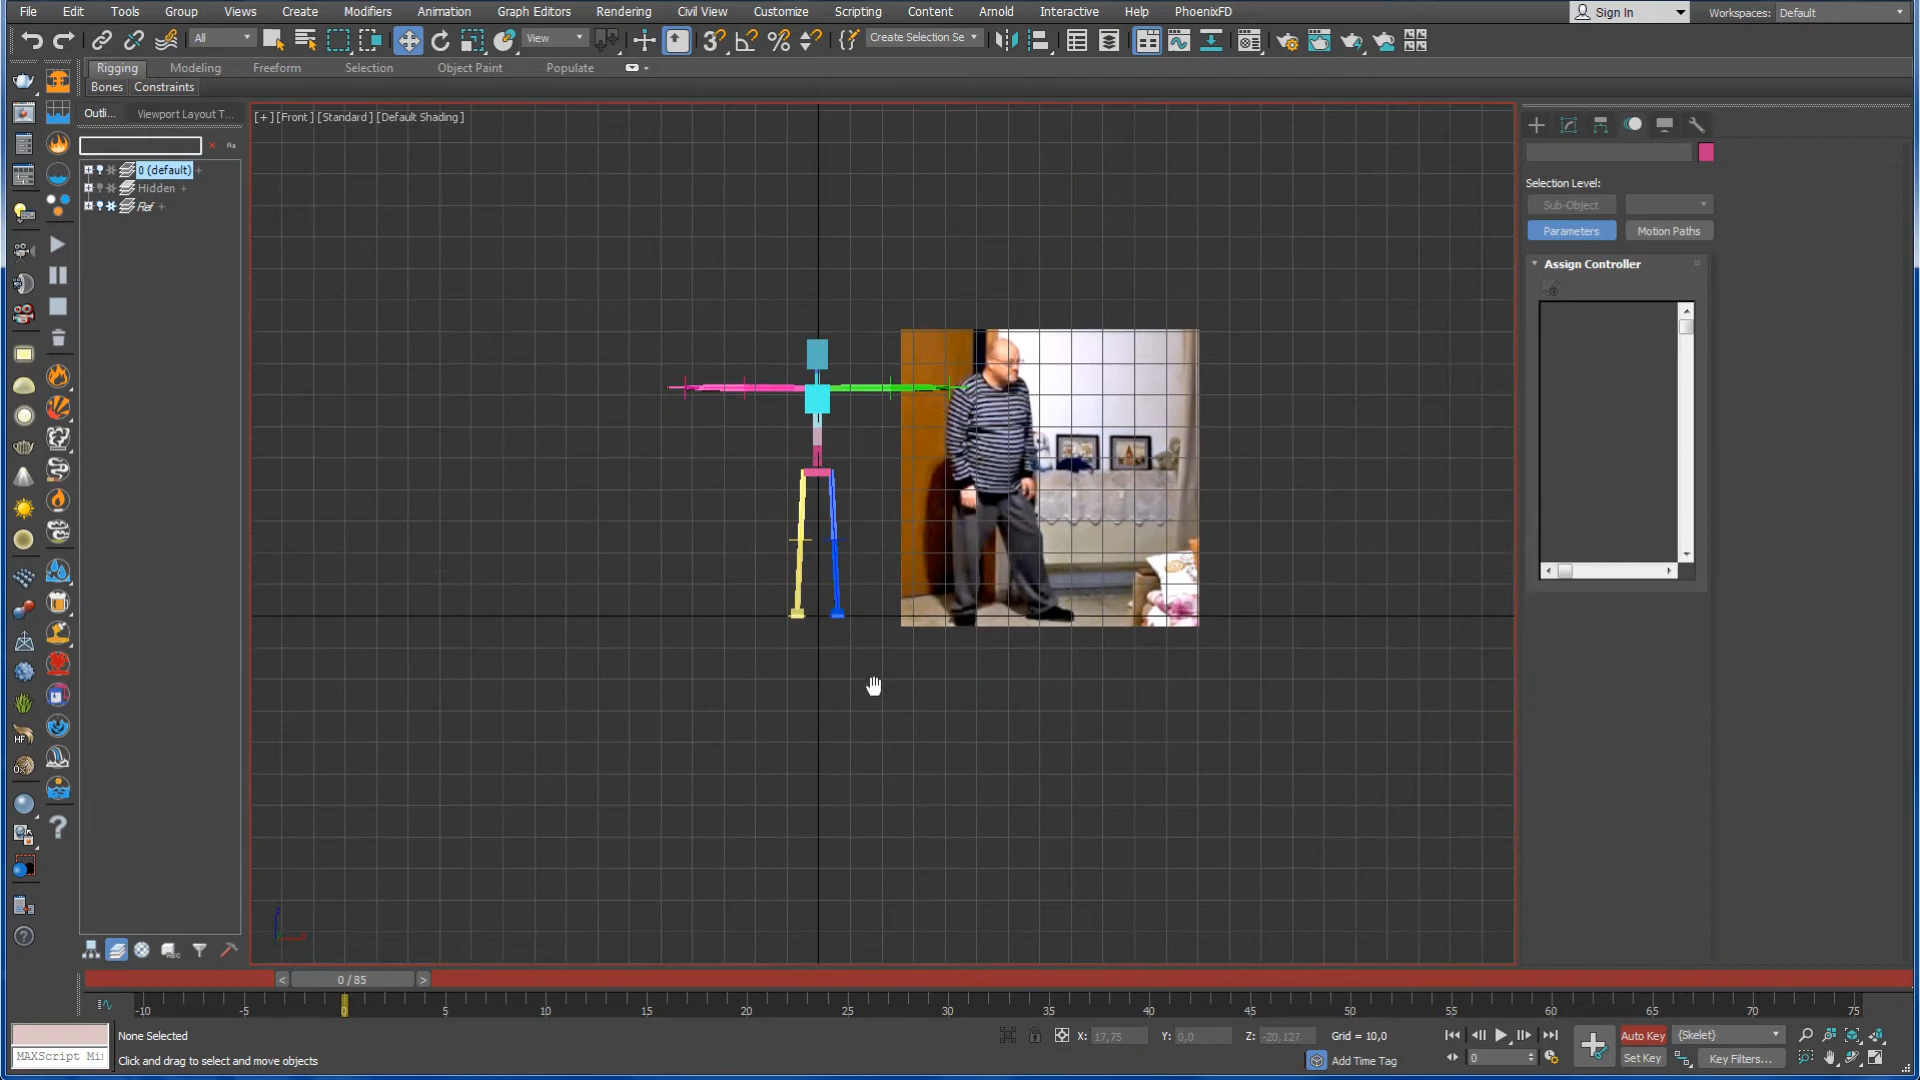 File Edit Tools Group Views Create Modifiers Animation Graph Editors Rendering Civil View Customize Scripting Content Arnold Interactive Help PhoenixFD Sign In Workspaces: Default
All View Create Selection Se
Rigging Modeling Freeform Selection Object Paint Populate
Bones Constraints
Outli... Viewport Layout T...
[+] [Front] [Standard] [Default Shading]
0 (default)
Hidden
Ref
Selection Level:
Sub-Object
Parameters Motion Paths
Assign Controller
< 0 / 85 >
-10 -5 0 5 10 15 20 25 30 35 40 45 50 55 60 65 70 75
None Selected X: 17,75 Y: 0,0 Z: -20,127 Grid = 10,0 Auto Key {Skelet}
MAXScript Mi Click and drag to select and move objects Add Time Tag 0 Set Key Key Filters...